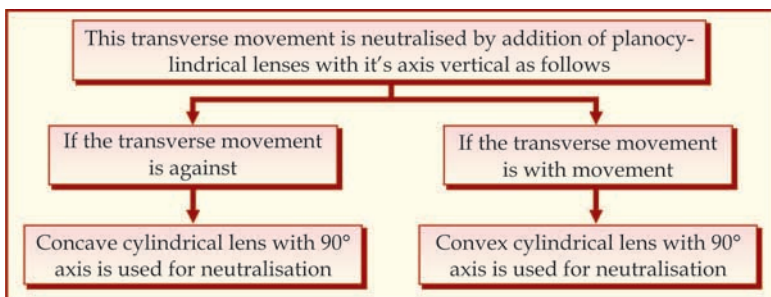 This transverse movement is neutralised by addition of planocy-
lindrical lenses with it's axis vertical as follows
If the transverse movement
is against
If the transverse movement
is with movement
Concave cylindrical lens with 90°
axis is used for neutralisation
Convex cylindrical lens with 90°
axis is used for neutralisation